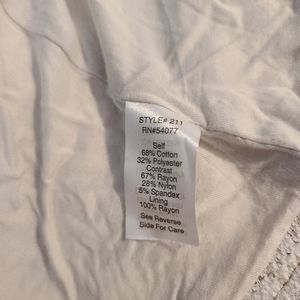 STYLE# 211
RN#54077
Self
68% Cotton
32% Polyester
Contrast
67% Rayon
28% Nylon
5% Spandex
Lining
100% Rayon
See Reverse
Side For Care